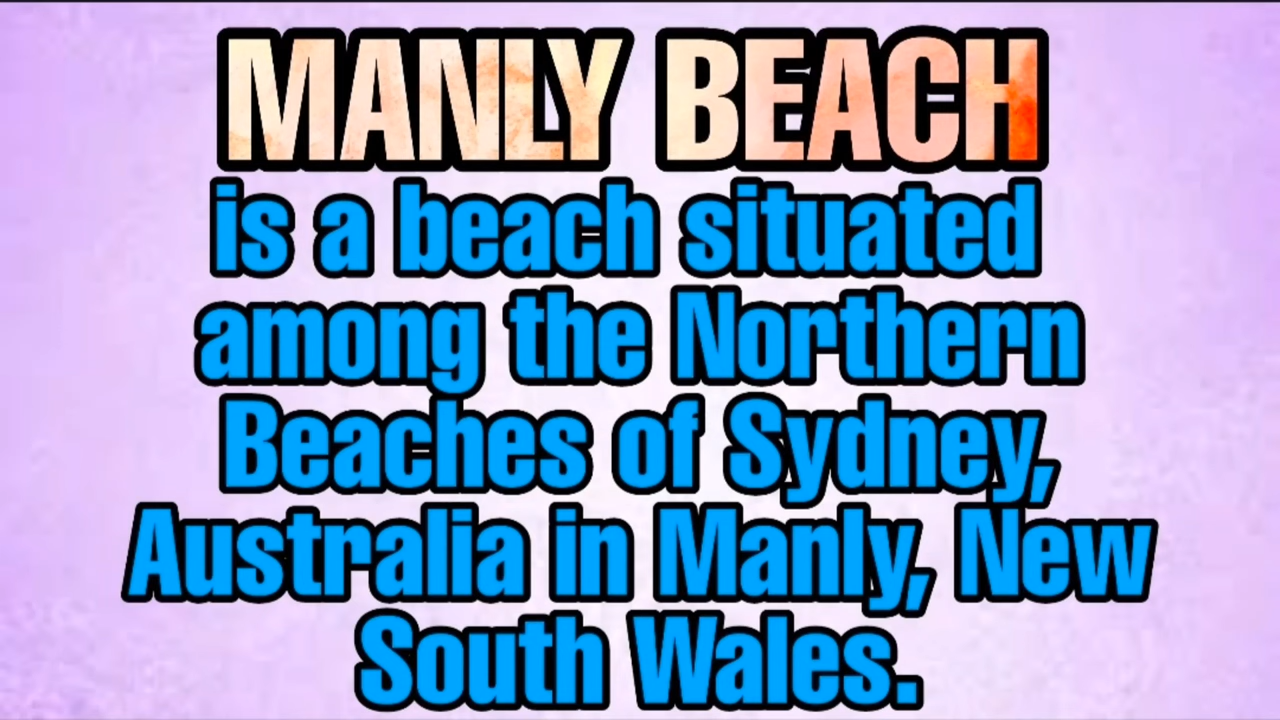 MANLY BEACH
is a beach situated
among the Northern
Beaches of Sydney,
Australia in Manly, New
South Wales.